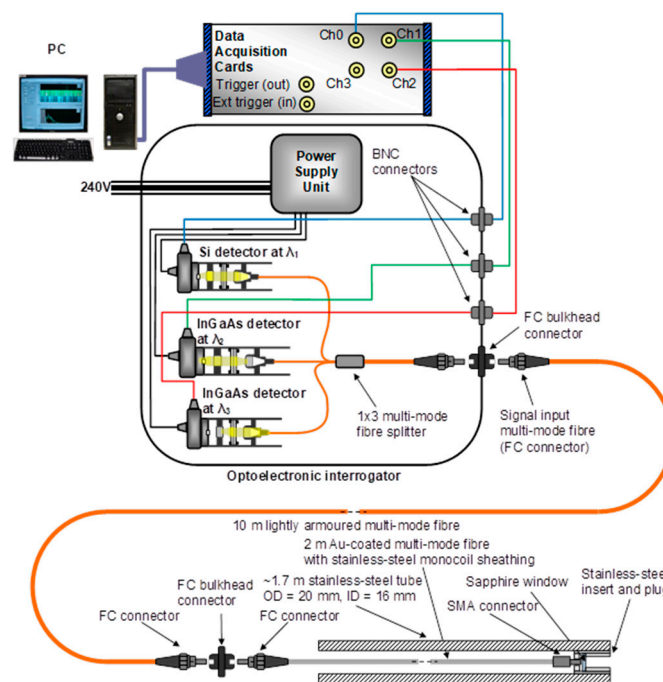 PC
Data
Acquisition
Cards
Ch0
Ch1
Trigger (out)
Ch3
Ch2
Ext trigger (in)
BNC
connectors
Power
Supply
Unit
240V
Si detector at λ1
InGaAs detector
at λ2
FC bulkhead
connector
InGaAs detector
at λ3
1x3 multi-mode
fibre splitter
Signal input
multi-mode fibre
(FC connector)
Optoelectronic interrogator
10 m lightly armoured multi-mode fibre
2 m Au-coated multi-mode fibre
with stainless-steel monocoil sheathing
FC bulkhead
connector
~1.7 m stainless-steel tube
OD = 20 mm, ID = 16 mm
Sapphire window
Stainless-steel
insert and plug
SMA connector
FC connector
FC connector